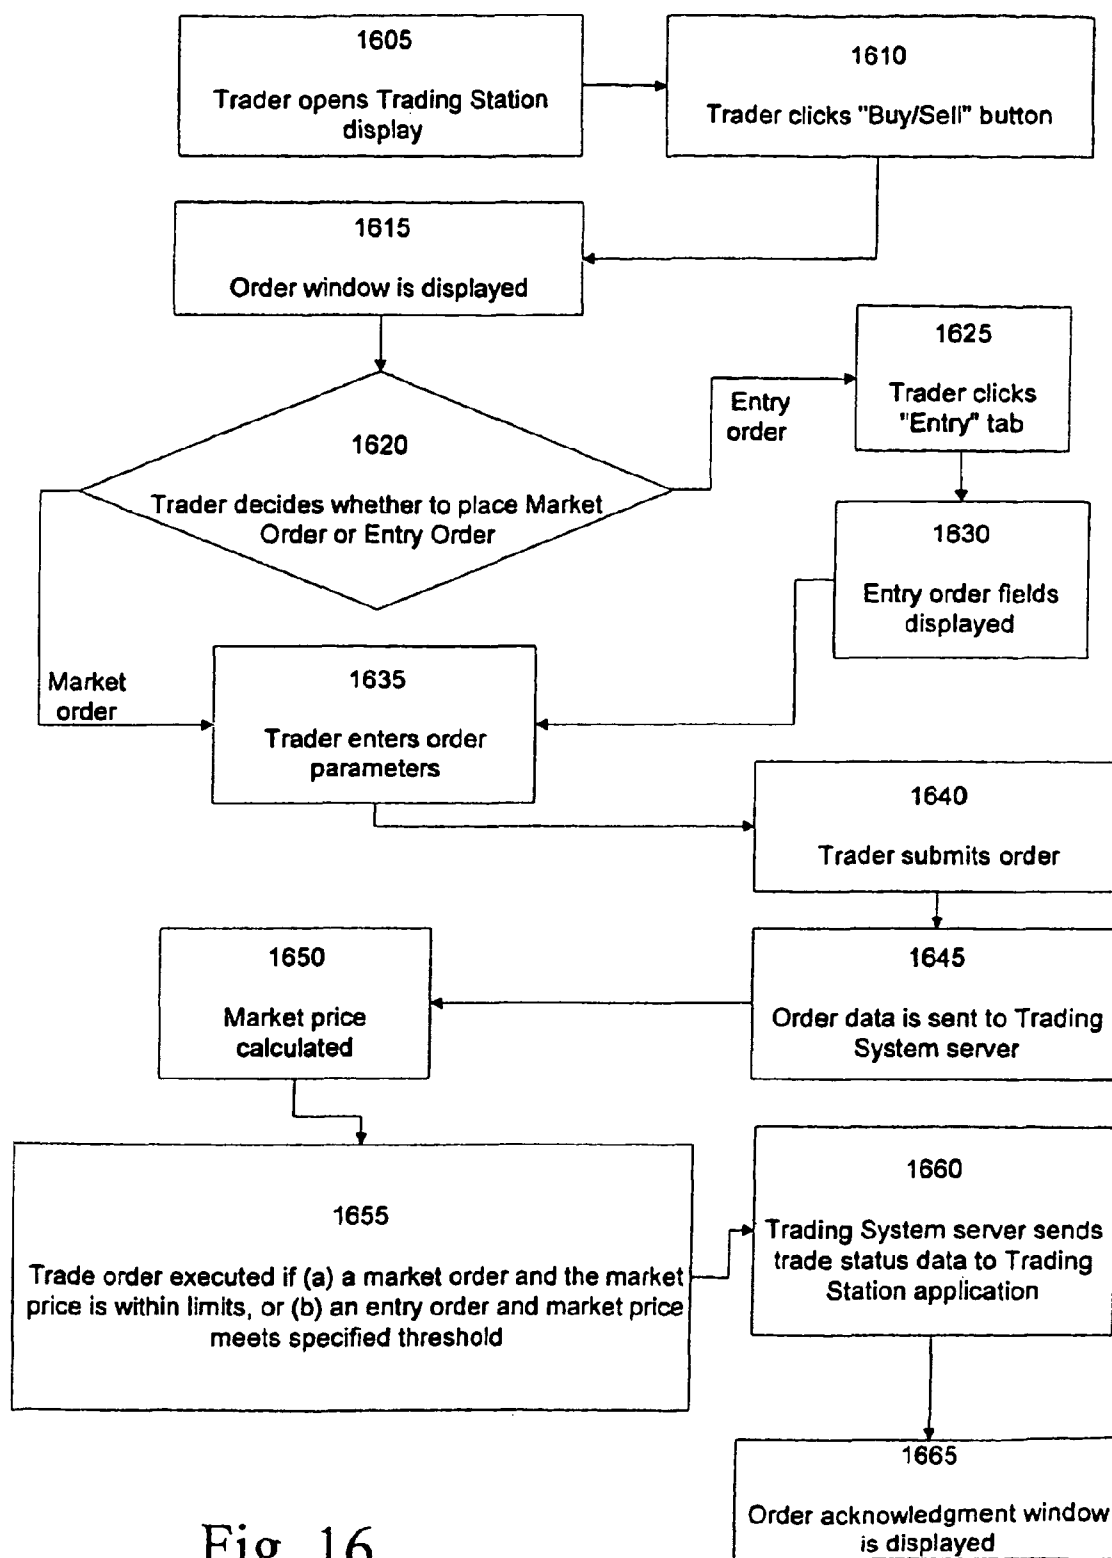 1605
Trader opens Trading Station
display
1610
Trader clicks "Buy/Sell" button
1615
Order window is displayed
1620
Trader decides whether to place Market
Order or Entry Order
Entry
order
1625
Trader clicks
"Entry" tab
1630
Entry order fields
displayed
Market
order
1635
Trader enters order
parameters
1640
Trader submits order
1645
Order data is sent to Trading
System server
1650
Market price
calculated
1655
Trade order executed if (a) a market order and the market
price is within limits, or (b) an entry order and market price
meets specified threshold
1660
Trading System server sends
trade status data to Trading
Station application
1665
Order acknowledgment window
is displayed
Fig. 16